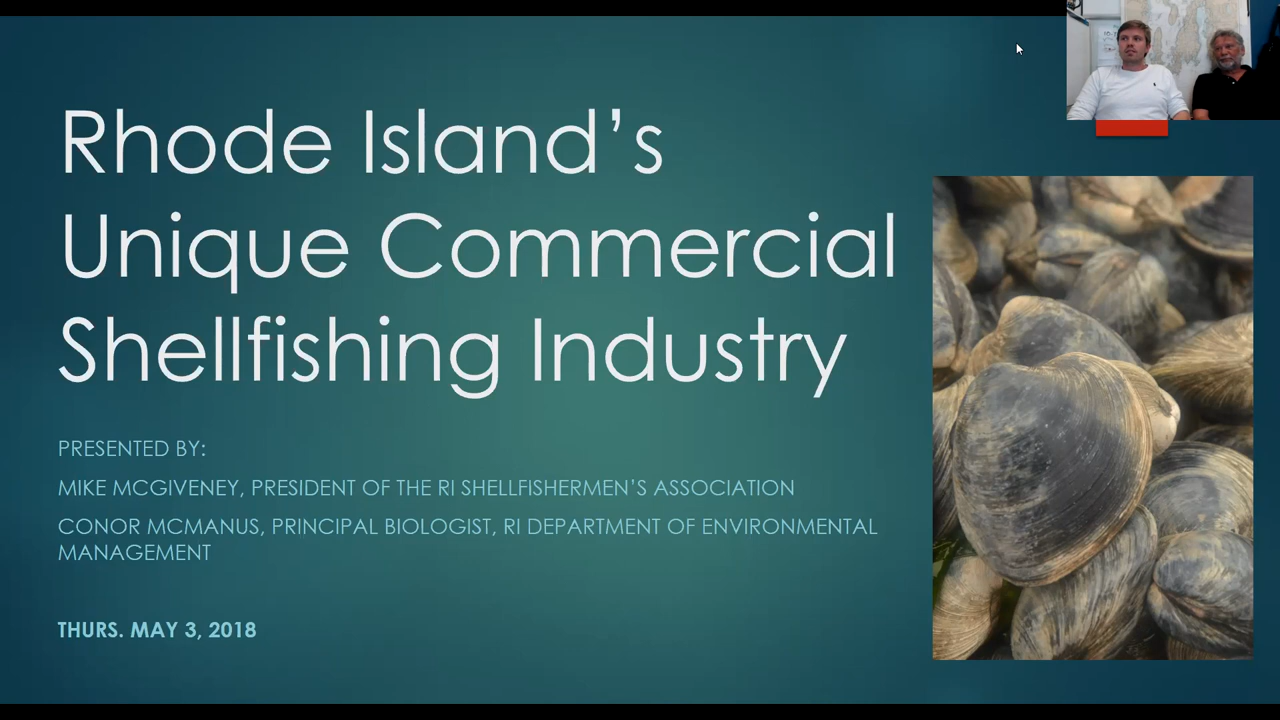 Rhode Island’s
Unique Commercial
Shellfishing Industry
PRESENTED BY:
MIKE MCGIVENEY, PRESIDENT OF THE RI SHELLFISHERMEN’S ASSOCIATION
CONOR MCMANUS, PRINCIPAL BIOLOGIST, RI DEPARTMENT OF ENVIRONMENTAL
MANAGEMENT
THURS. MAY 3, 2018